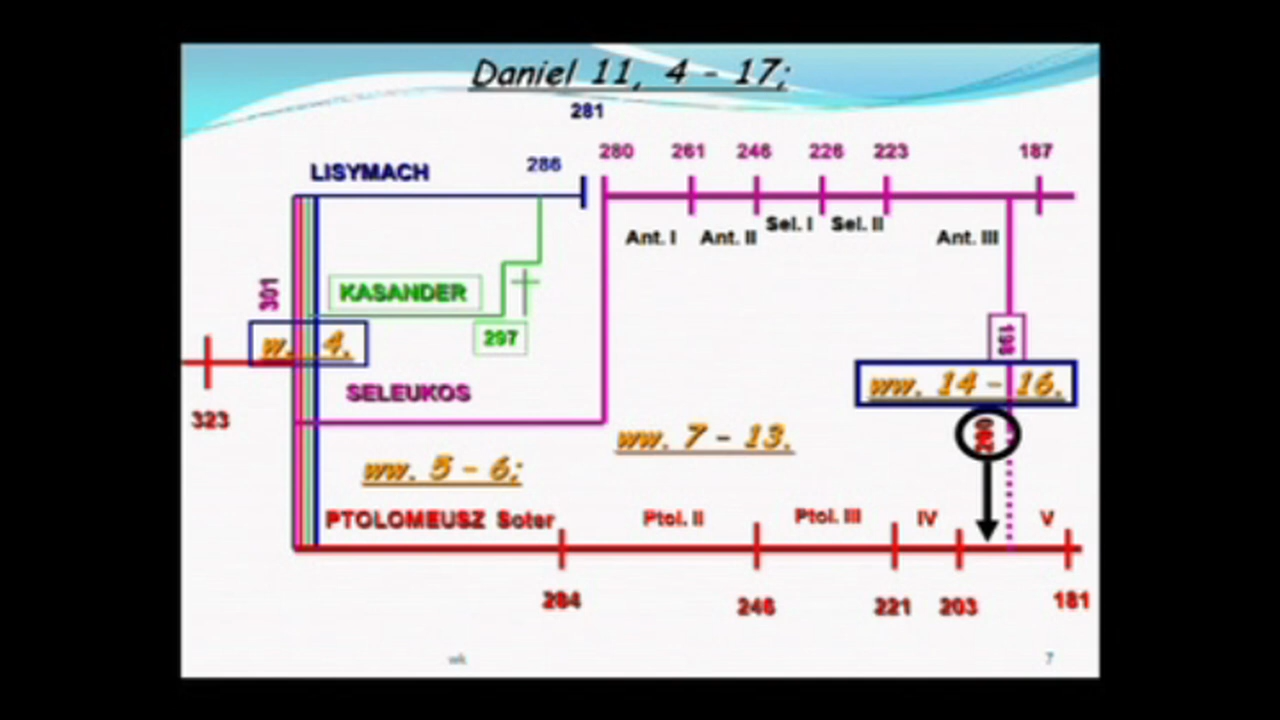 Daniel 11, 4 - 17;
281
LISYMACH
286
280 261 246 226 223 187
Ant. I Ant. II Sel. I Sel. II Ant. III
301
KASANDER
297
w. 4.
198
323
SELEUKOS
ww. 14 - 16.
200
ww. 7 - 13.
ww. 5 - 6;
PTOLOMEUSZ Soter Ptol. II Ptol. III IV V
284 246 221 203 181
wk 7